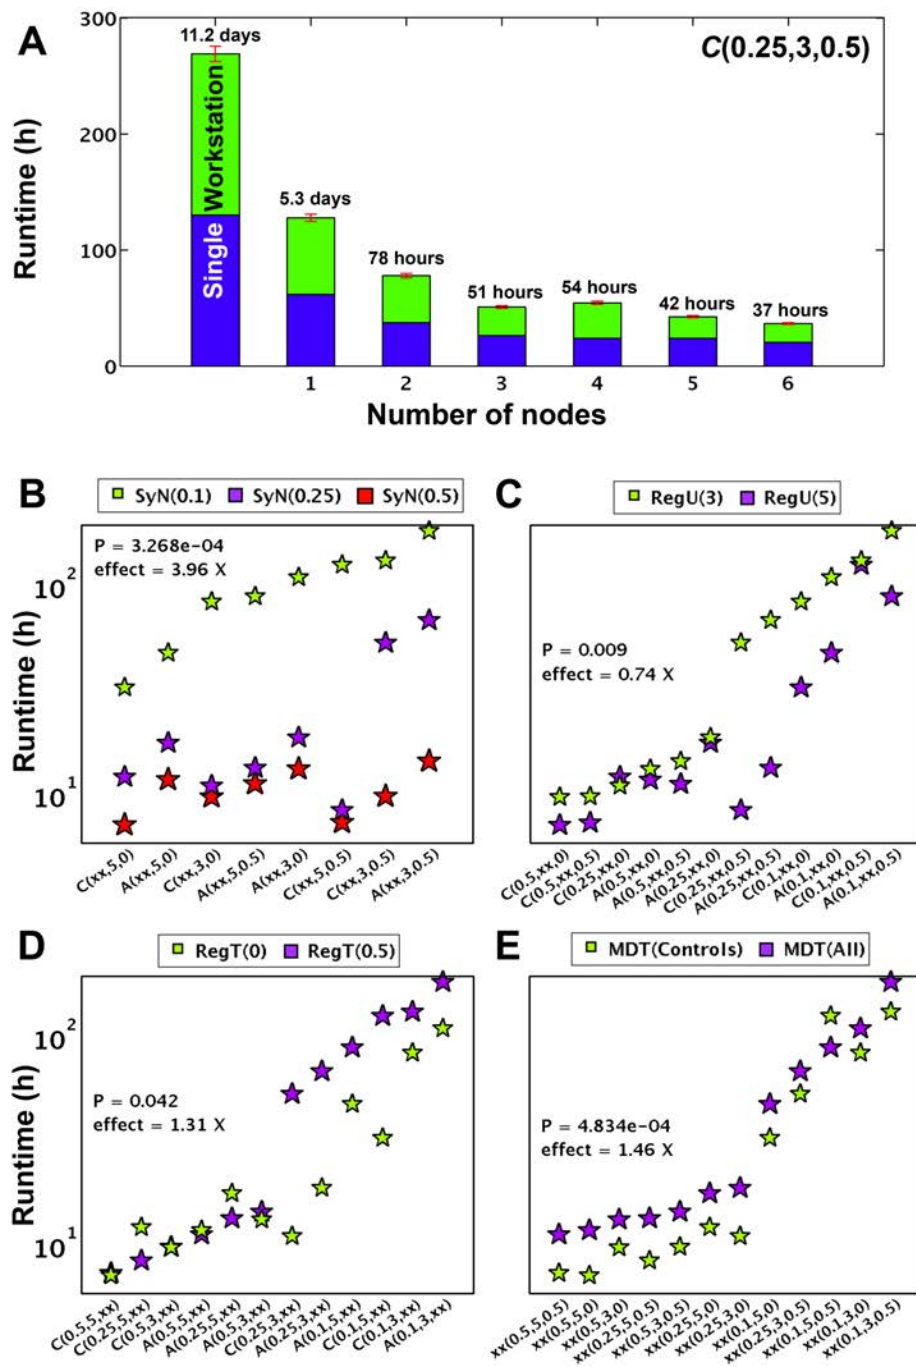 A
C(0.25,3,0.5)
Runtime (h)
300
200
100
0
11.2 days
5.3 days
78 hours
51 hours
54 hours
42 hours
37 hours
Single Workstation
1 2 3 4 5 6
Number of nodes
B
SyN(0.1) SyN(0.25) SyN(0.5)
P = 3.268e-04
effect = 3.96 X
Runtime (h)
10²
10¹
C(xx,5,0)
A(xx,5,0)
C(xx,3,0)
A(xx,5,0.5)
A(xx,3,0)
C(xx,5,0.5)
C(xx,3,0.5)
A(xx,3,0.5)
C
RegU(3) RegU(5)
P = 0.009
effect = 0.74 X
C(0.5,xx,0)
C(0.5,xx,0.5)
C(0.25,xx,0)
A(0.5,xx,0)
A(0.5,xx,0.5)
A(0.25,xx,0)
C(0.25,xx,0.5)
A(0.25,xx,0.5)
C(0.1,xx,0)
A(0.1,xx,0)
C(0.1,xx,0.5)
A(0.1,xx,0.5)
D
RegT(0) RegT(0.5)
P = 0.042
effect = 1.31 X
Runtime (h)
10²
10¹
C(0.5,5,xx)
C(0.25,5,xx)
C(0.5,3,xx)
A(0.5,5,xx)
A(0.25,5,xx)
A(0.5,3,xx)
C(0.25,3,xx)
A(0.25,3,xx)
A(0.1,5,xx)
C(0.1,5,xx)
C(0.1,3,xx)
A(0.1,3,xx)
E
MDT(Controls) MDT(All)
P = 4.834e-04
effect = 1.46 X
xx(0.5,5,0.5)
xx(0.5,5,0)
xx(0.5,3,0)
xx(0.25,5,0.5)
xx(0.5,3,0.5)
xx(0.25,5,0)
xx(0.25,3,0)
xx(0.1,5,0)
xx(0.25,3,0.5)
xx(0.1,5,0.5)
xx(0.1,3,0)
xx(0.1,3,0.5)